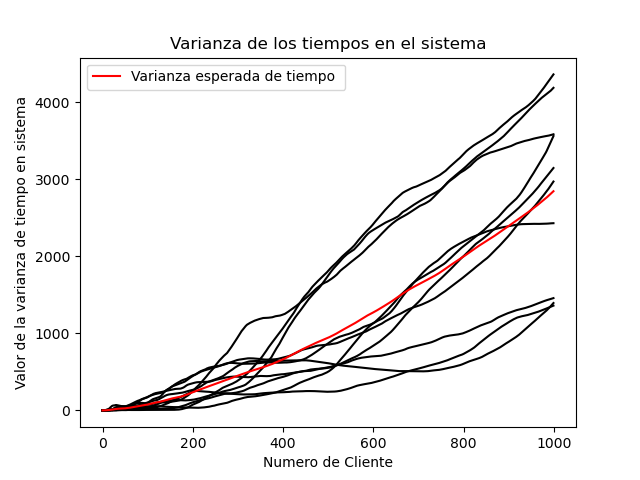 Varianza de los tiempos en el sistema
Varianza esperada de tiempo
Valor de la varianza de tiempo en sistema
4000
3000
2000
1000
0
0 200 400 600 800 1000
Numero de Cliente